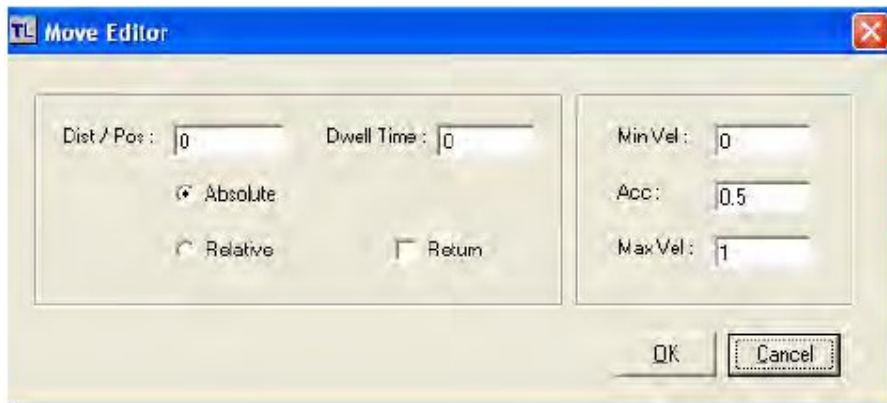 TL Move Editor
Dist / Pos : 0
Dwell Time : 0
Absolute
Relative
Return
Min Vel : 0
Acc : 0.5
Max Vel : 1
OK
Cancel